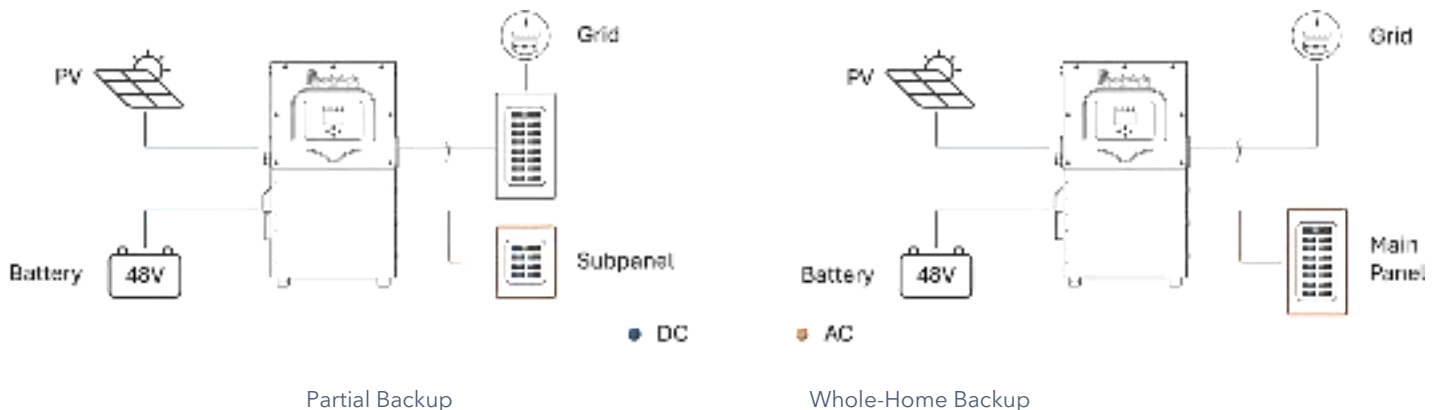 Grid
PV
Battery
48V
Subpanel
Grid
PV
Battery
48V
Main
Panel
DC
AC
Partial Backup
Whole-Home Backup